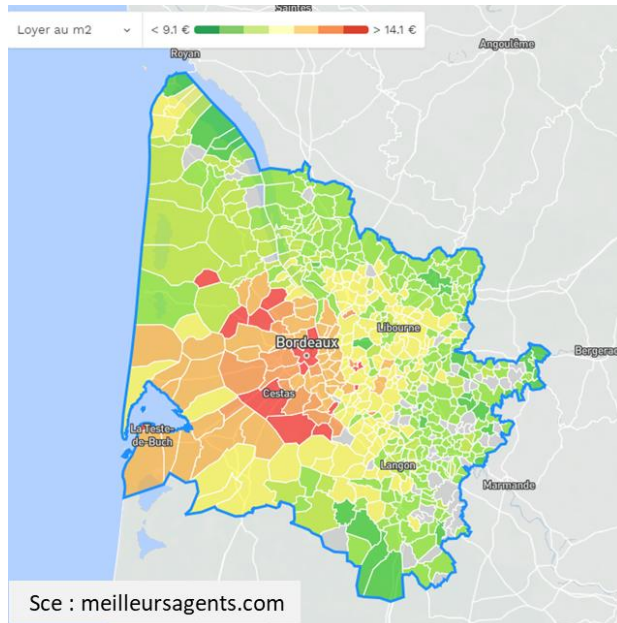 Saintes
Loyer au m2 < 9.1 € > 14.1 €
Royan
Angoulême
Libourne
Bordeaux
Bergerac
Cestas
La Teste-
de-Buch
Langon
Marmande
Sce : meilleursagents.com